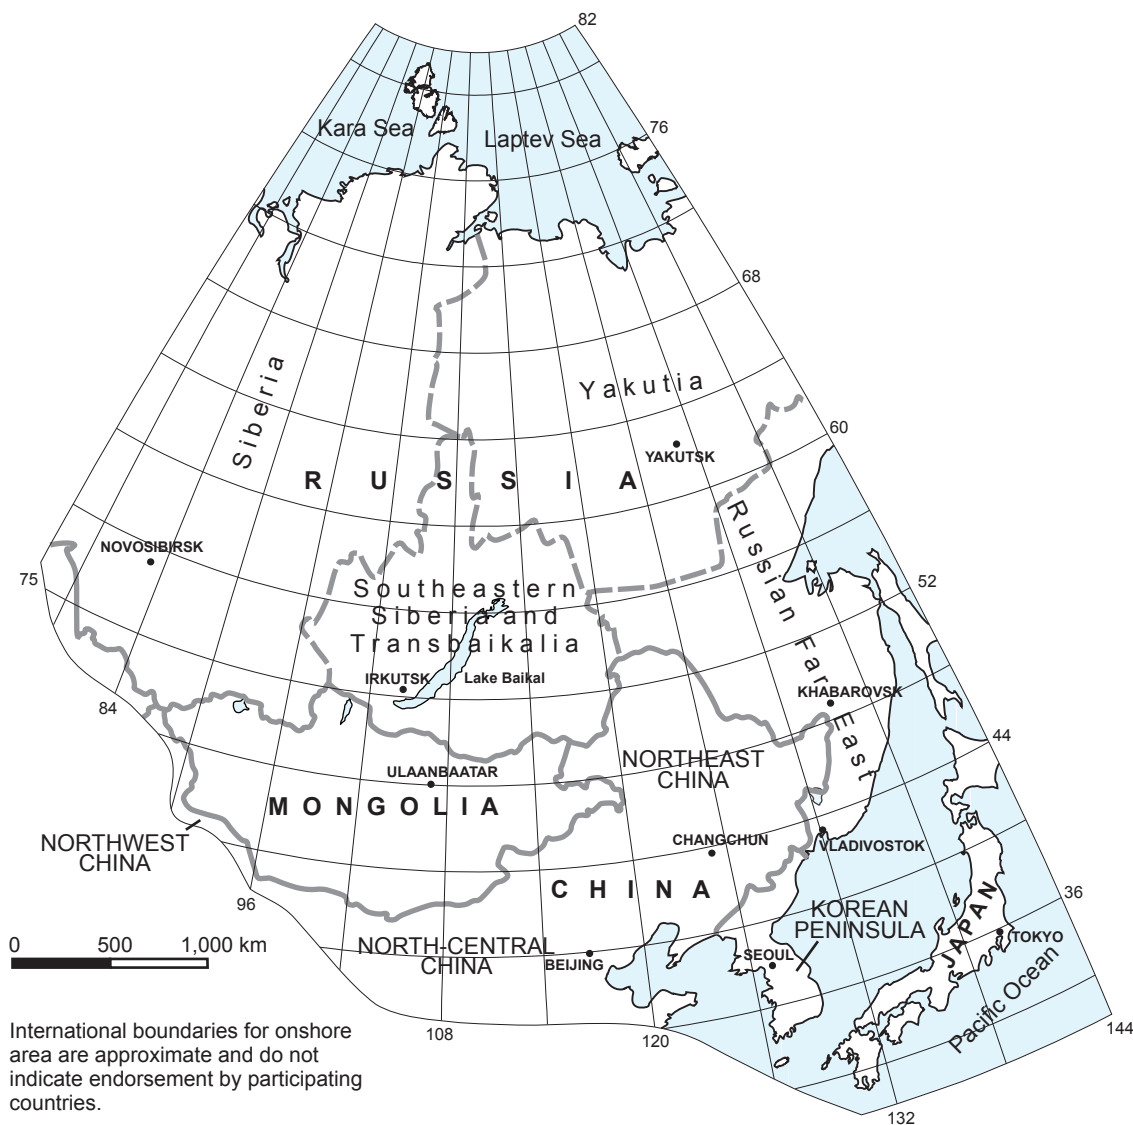 82
Kara Sea
Laptev Sea
76
68
Siberia
Yakutia
60
YAKUTSK
R U S S I A
NOVOSIBIRSK
75
Russian Far East
52
Southeastern
Siberia and
Transbaikalia
IRKUTSK
Lake Baikal
KHABAROVSK
84
44
NORTHEAST
CHINA
ULAANBAATAR
MONGOLIA
NORTHWEST
CHINA
CHANGCHUN
VLADIVOSTOK
96
CHINA
36
KOREAN
PENINSULA
JAPAN
TOKYO
0 500 1,000 km
NORTH-CENTRAL
CHINA
BEIJING
SEOUL
Pacific Ocean
108
120
144
132
International boundaries for onshore
area are approximate and do not
indicate endorsement by participating
countries.